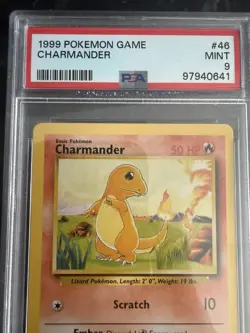 1999 POKEMON GAME #46
CHARMANDER MINT
PSA 9
97940641
Basic Pokémon
Charmander 50 HP
Lizard Pokémon. Length: 2' 0", Weight: 19 lbs.
Scratch 10
Ember